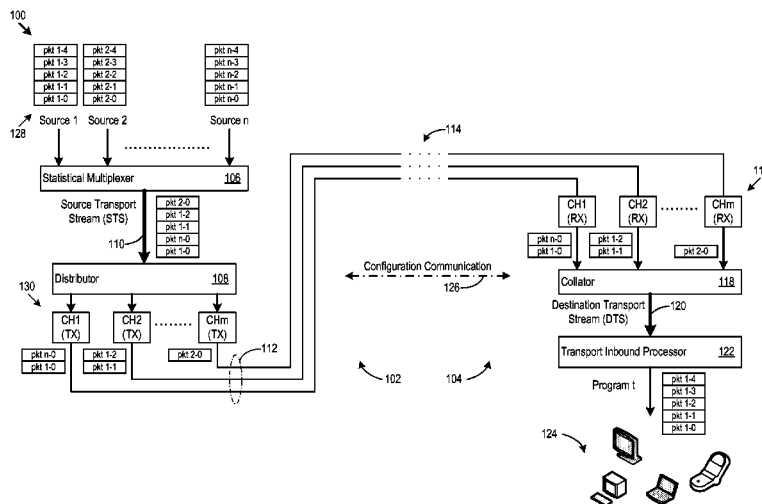 100
pkt 1-4
pkt 1-3
pkt 1-2
pkt 1-1
pkt 1-0
pkt 2-4
pkt 2-3
pkt 2-2
pkt 2-1
pkt 2-0
pkt n-4
pkt n-3
pkt n-2
pkt n-1
pkt n-0
128
Source 1
Source 2
Source n
Statistical Multiplexer 106
Source Transport
Stream (STS)
110
pkt 2-0
pkt 1-2
pkt 1-1
pkt n-0
pkt 1-0
Distributor 108
130
CH1
(TX)
CH2
(TX)
CHm
(TX)
pkt n-0
pkt 1-0
pkt 1-2
pkt 1-1
pkt 2-0
112
114
Configuration Communication
126
102
104
11
CH1
(RX)
CH2
(RX)
CHm
(RX)
pkt n-0
pkt 1-0
pkt 1-2
pkt 1-1
pkt 2-0
Collator 118
Destination Transport
Stream (DTS)
120
Transport Inbound Processor 122
Program t
pkt 1-4
pkt 1-3
pkt 1-2
pkt 1-1
pkt 1-0
124